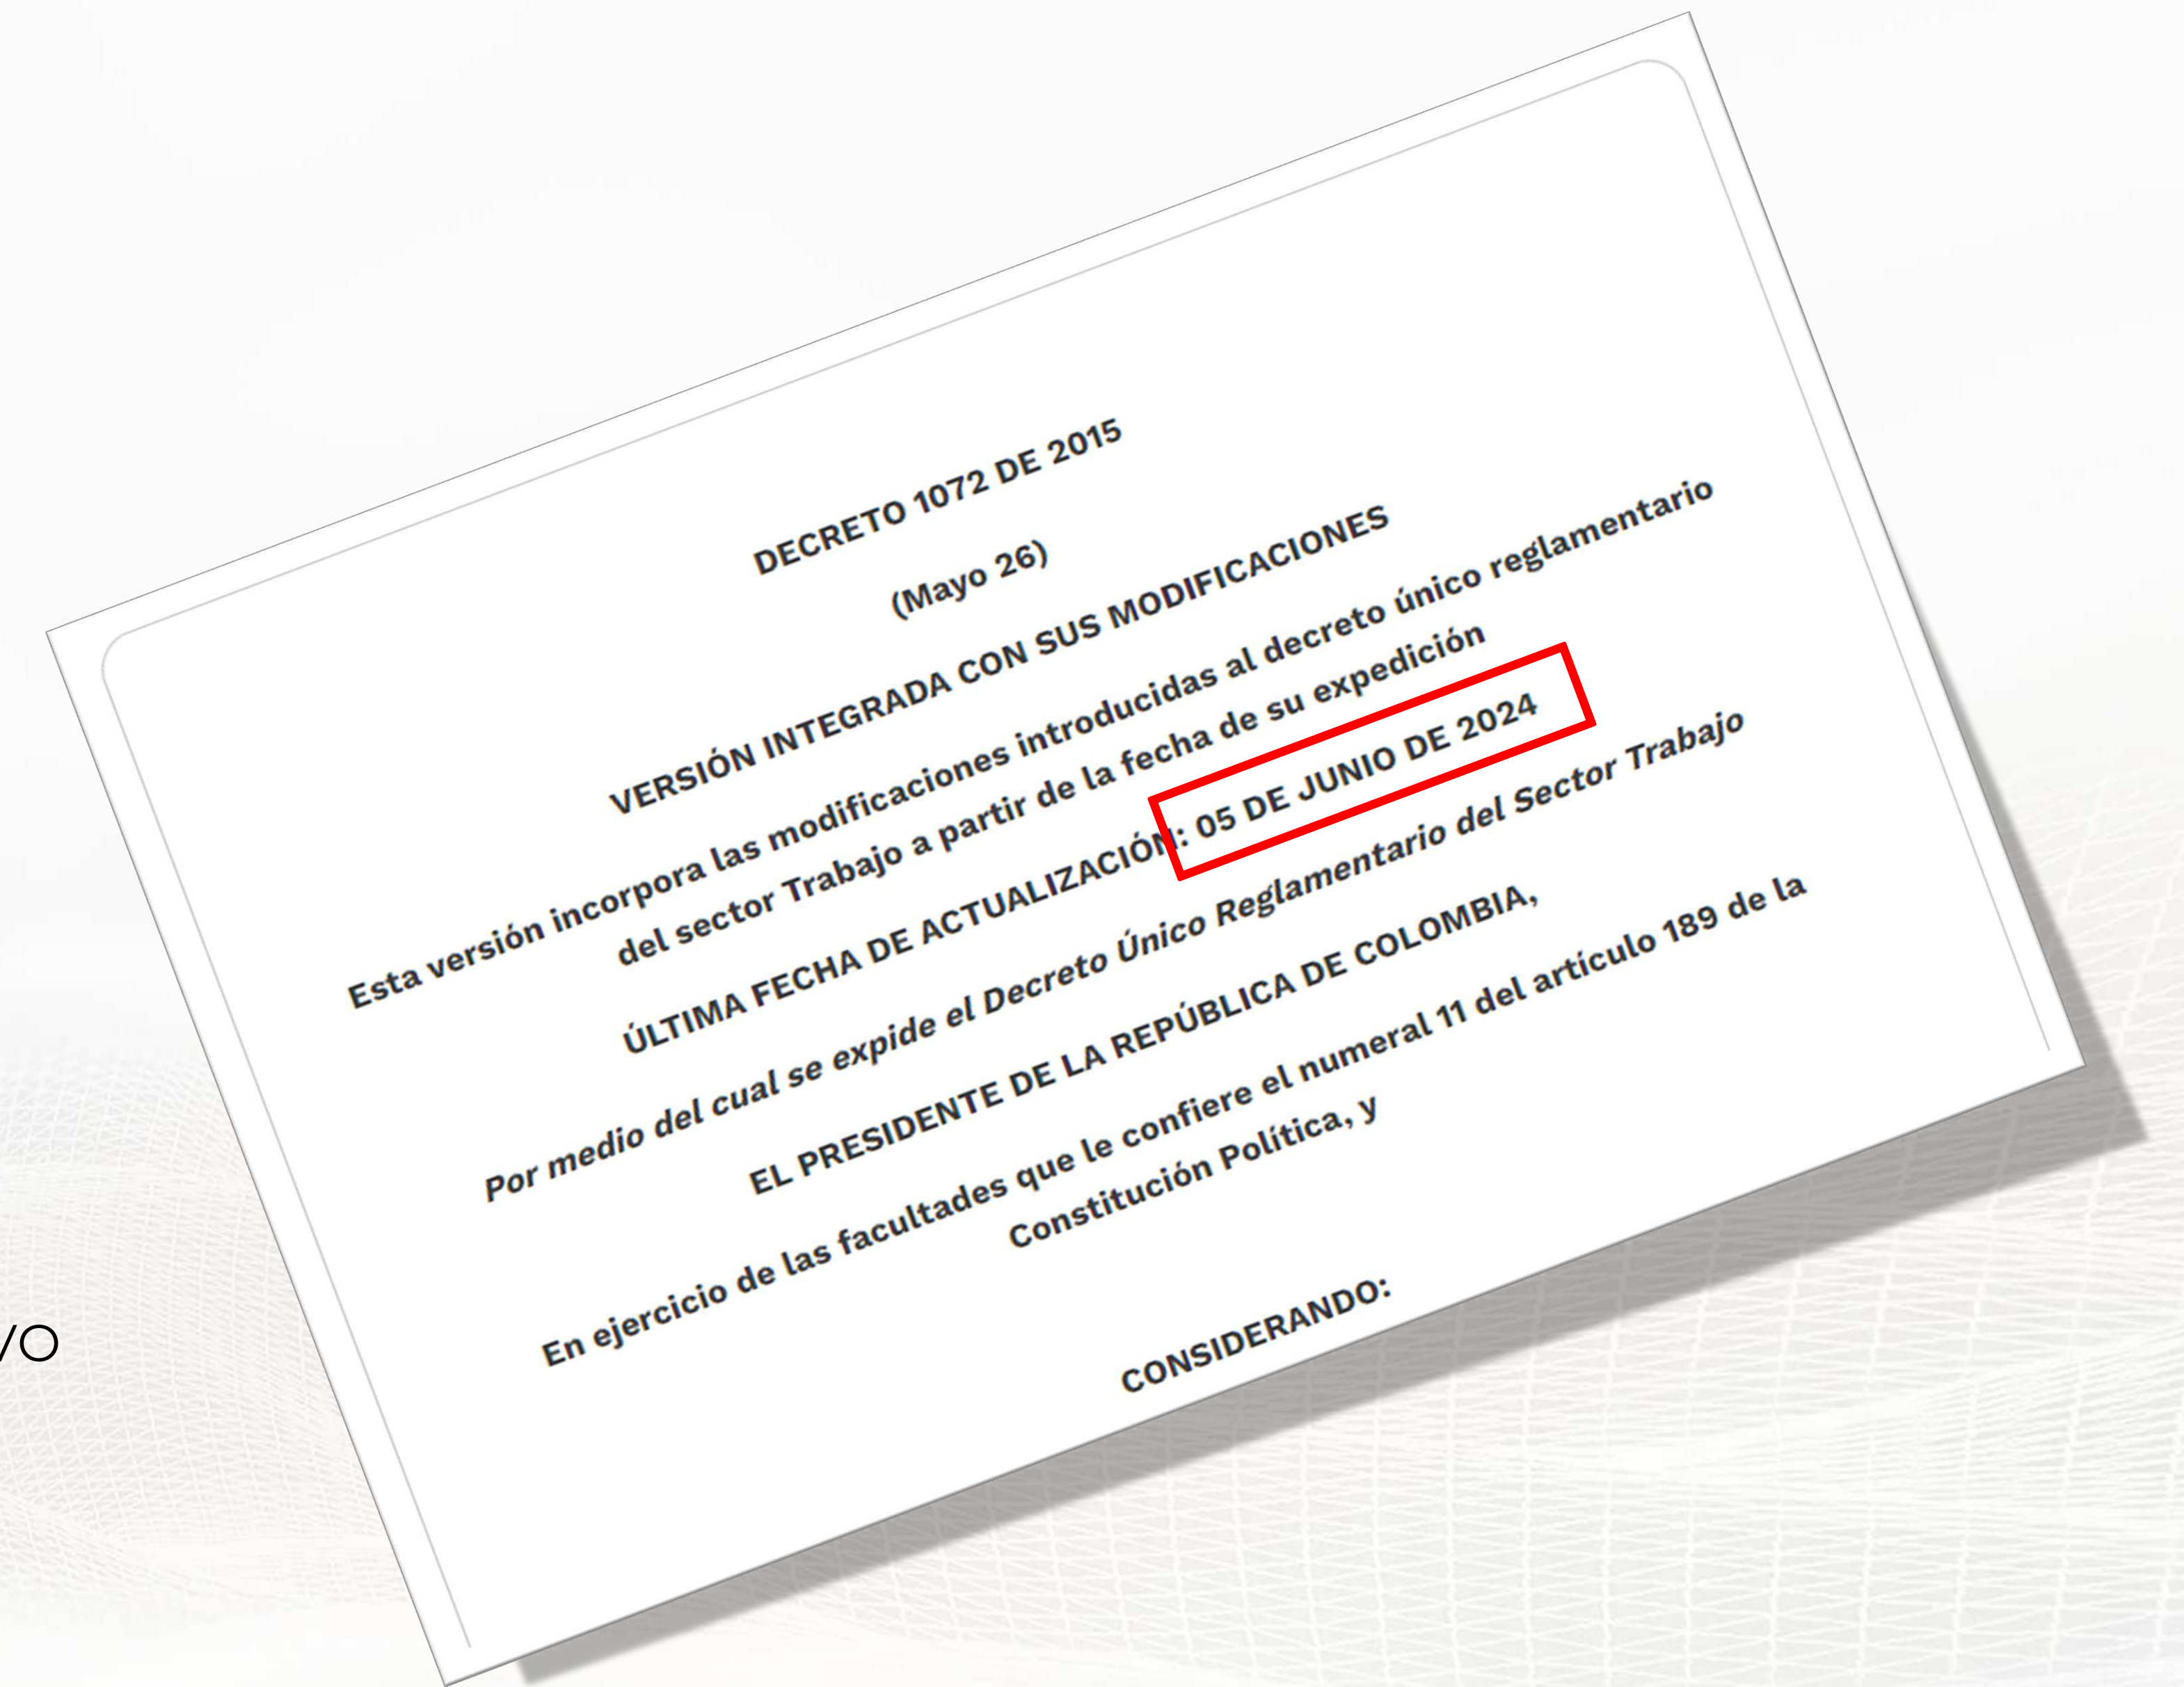 DECRETO 1072 DE 2015
(Mayo 26)
VERSIÓN INTEGRADA CON SUS MODIFICACIONES
Esta versión incorpora las modificaciones introducidas al decreto único reglamentario
del sector Trabajo a partir de la fecha de su expedición
ÚLTIMA FECHA DE ACTUALIZACIÓN: 05 DE JUNIO DE 2024
Por medio del cual se expide el Decreto Único Reglamentario del Sector Trabajo
EL PRESIDENTE DE LA REPÚBLICA DE COLOMBIA,
En ejercicio de las facultades que le confiere el numeral 11 del artículo 189 de la
Constitución Política, y
CONSIDERANDO: